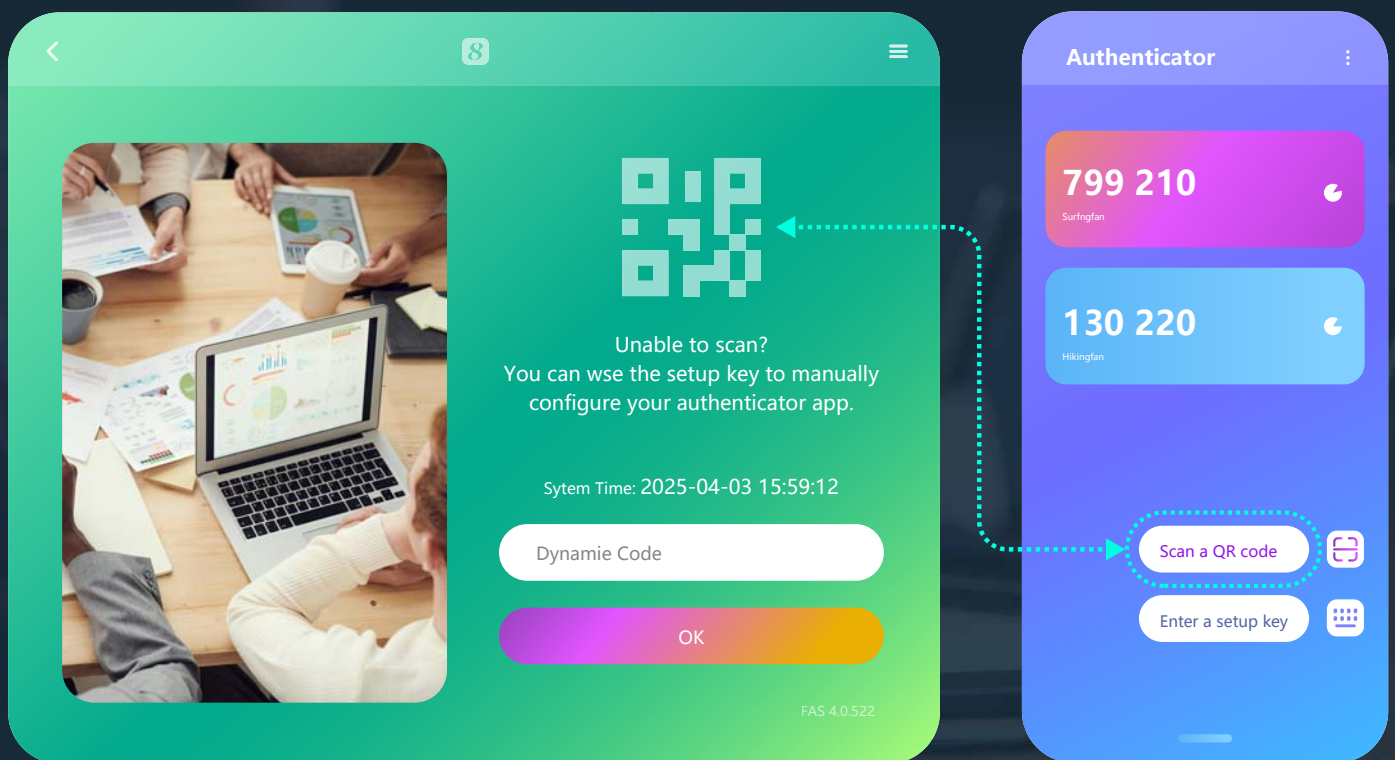 8
Unable to scan?
You can wse the setup key to manually
configure your authenticator app.
Sytem Time: 2025-04-03 15:59:12
Dynamie Code
OK
FAS 4.0.522
Authenticator
799 210
Surfngfan
130 220
Hikingfan
Scan a QR code
Enter a setup key